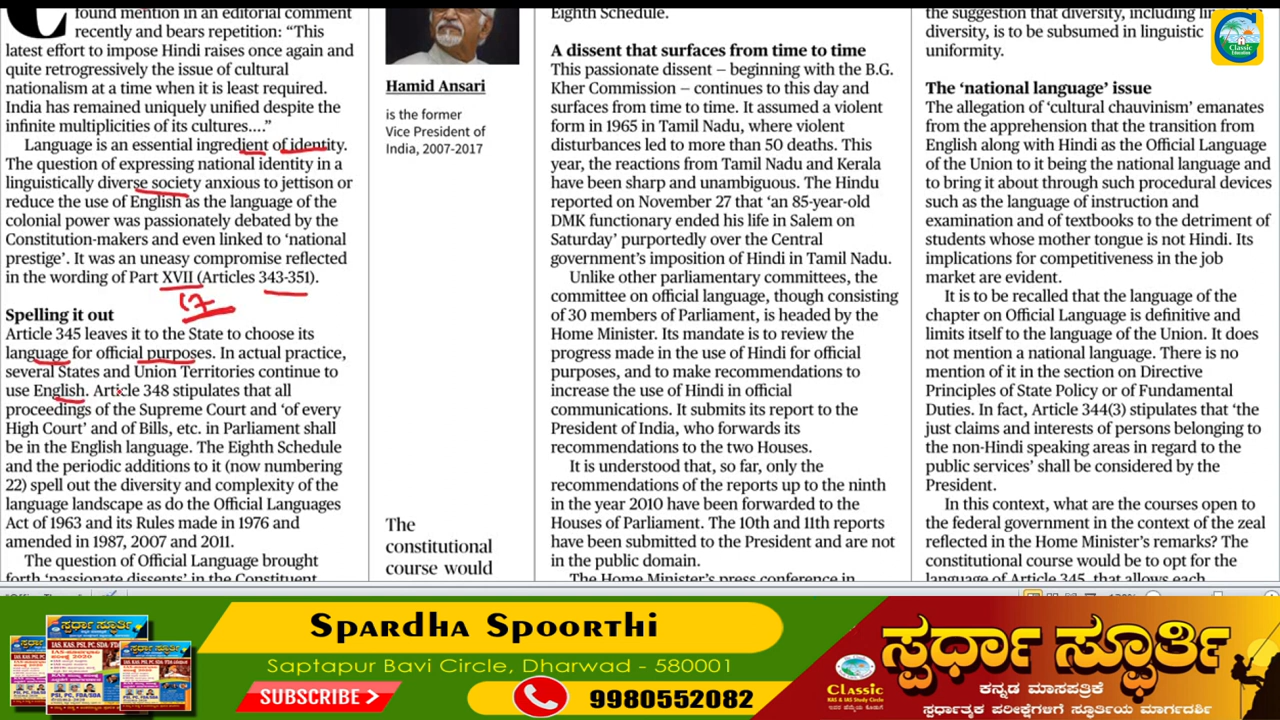 found mention in an editorial comment
recently and bears repetition: “This
latest effort to impose Hindi raises once again and
quite retrogressively the issue of cultural
nationalism at a time when it is least required.
India has remained uniquely unified despite the
infinite multiplicities of its cultures....”
Language is an essential ingredient of identity.
The question of expressing national identity in a
linguistically diverse society anxious to jettison or
reduce the use of English as the language of the
colonial power was passionately debated by the
Constitution-makers and even linked to ‘national
prestige’. It was an uneasy compromise reflected
in the wording of Part XVII (Articles 343-351).
17
Spelling it out
Article 345 leaves it to the State to choose its
language for official purposes. In actual practice,
several States and Union Territories continue to
use English. Article 348 stipulates that all
proceedings of the Supreme Court and ‘of every
High Court’ and of Bills, etc. in Parliament shall
be in the English language. The Eighth Schedule
and the periodic additions to it (now numbering
22) spell out the diversity and complexity of the
language landscape as do the Official Languages
Act of 1963 and its Rules made in 1976 and
amended in 1987, 2007 and 2011.
The question of Official Language brought
forth ‘passionate dissents’ in the Constituent
Hamid Ansari
is the former
Vice President of
India, 2007-2017
The
constitutional
course would
Eighth Schedule.
A dissent that surfaces from time to time
This passionate dissent — beginning with the B.G.
Kher Commission — continues to this day and
surfaces from time to time. It assumed a violent
form in 1965 in Tamil Nadu, where violent
disturbances led to more than 50 deaths. This
year, the reactions from Tamil Nadu and Kerala
have been sharp and unambiguous. The Hindu
reported on November 27 that ‘an 85-year-old
DMK functionary ended his life in Salem on
Saturday’ purportedly over the Central
government’s imposition of Hindi in Tamil Nadu.
Unlike other parliamentary committees, the
committee on official language, though consisting
of 30 members of Parliament, is headed by the
Home Minister. Its mandate is to review the
progress made in the use of Hindi for official
purposes, and to make recommendations to
increase the use of Hindi in official
communications. It submits its report to the
President of India, who forwards its
recommendations to the two Houses.
It is understood that, so far, only the
recommendations of the reports up to the ninth
in the year 2010 have been forwarded to the
Houses of Parliament. The 10th and 11th reports
have been submitted to the President and are not
in the public domain.
The Home Minister’s press conference in
the suggestion that diversity, including
diversity, is to be subsumed in linguistic
uniformity.
The ‘national language’ issue
The allegation of ‘cultural chauvinism’ emanates
from the apprehension that the transition from
English along with Hindi as the Official Language
of the Union to it being the national language and
to bring it about through such procedural devices
such as the language of instruction and
examination and of textbooks to the detriment of
students whose mother tongue is not Hindi. Its
implications for competitiveness in the job
market are evident.
It is to be recalled that the language of the
chapter on Official Language is definitive and
limits itself to the language of the Union. It does
not mention a national language. There is no
mention of it in the section on Directive
Principles of State Policy or of Fundamental
Duties. In fact, Article 344(3) stipulates that ‘the
just claims and interests of persons belonging to
the non-Hindi speaking areas in regard to the
public services’ shall be considered by the
President.
In this context, what are the courses open to
the federal government in the context of the zeal
reflected in the Home Minister’s remarks? The
constitutional course would be to opt for the
language of Article 345, that allows each
Classic
Education
Spardha Spoorthi
Saptapur Bavi Circle Dharwad - 580001
SUBSCRIBE >
9980552082
ಸ್ಪರ್ಧಾ ಸ್ಫೂರ್ತಿ
Classic
ಸ್ಪರ್ಧಾ ಸ್ಫೂರ್ತಿ
ಕನ್ನಡ ಮಾಸಪತ್ರಿಕೆ
ಸ್ಪರ್ಧಾತ್ಮಕ ಪರೀಕ್ಷೆಗಳಿಗೆ ಸ್ಫೂರ್ತಿಯ ಮಾರ್ಗದರ್ಶಿ